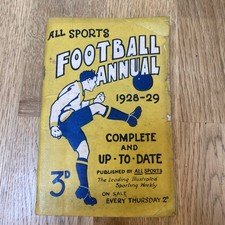 ALL SPORTS
FOOTBALL
ANNUAL
1928-29
COMPLETE
AND
UP-TO-DATE
3D
PUBLISHED BY ALL SPORTS
The Leading Illustrated
Sporting Weekly
ON SALE
EVERY THURSDAY 2D